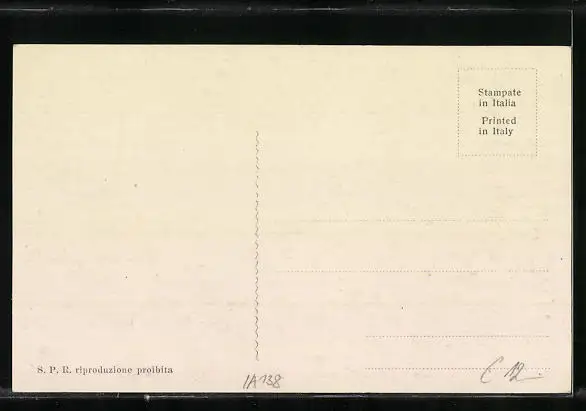 Stampate
in Italia
Printed
in Italy
S. P. R. riproduzione proibita
IA138
€ 12.-